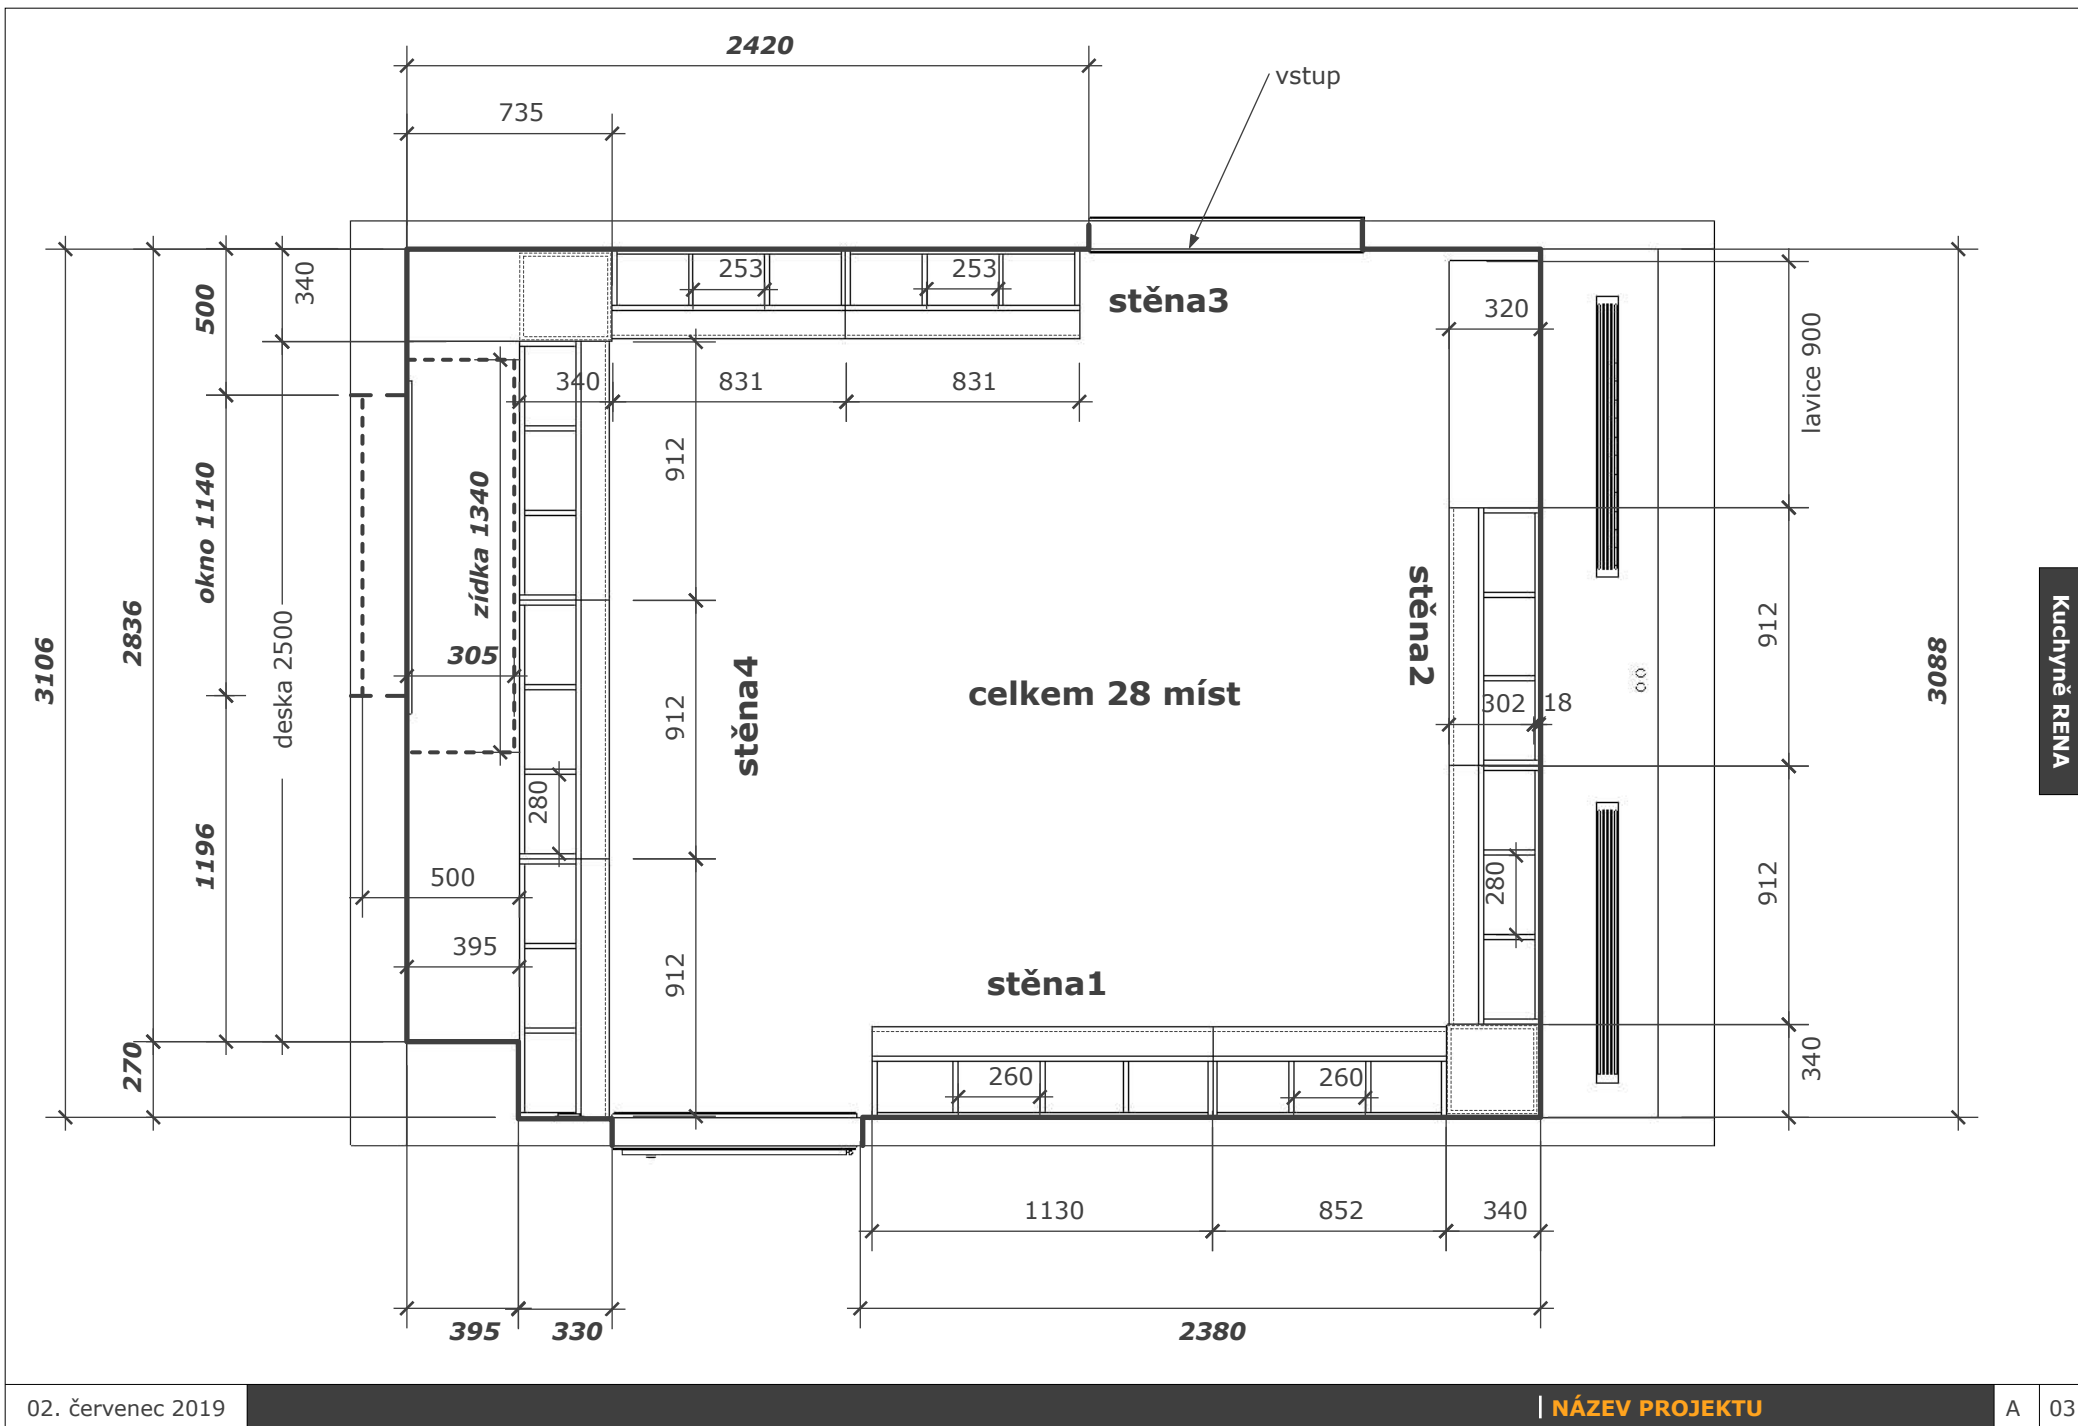 2420
vstup
735
253
253
stěna3
340
500
320
lavice 900
340
831
831
912
okno 1140
zídka 1340
stěna2
912
deska 2500
2836
3106
305
stěna4
celkem 28 míst
302
18
3088
Kuchyně RENA
912
280
1196
500
280
912
395
912
stěna1
270
260
260
340
1130
852
340
395
330
2380
02. červenec 2019
NÁZEV PROJEKTU
A
03